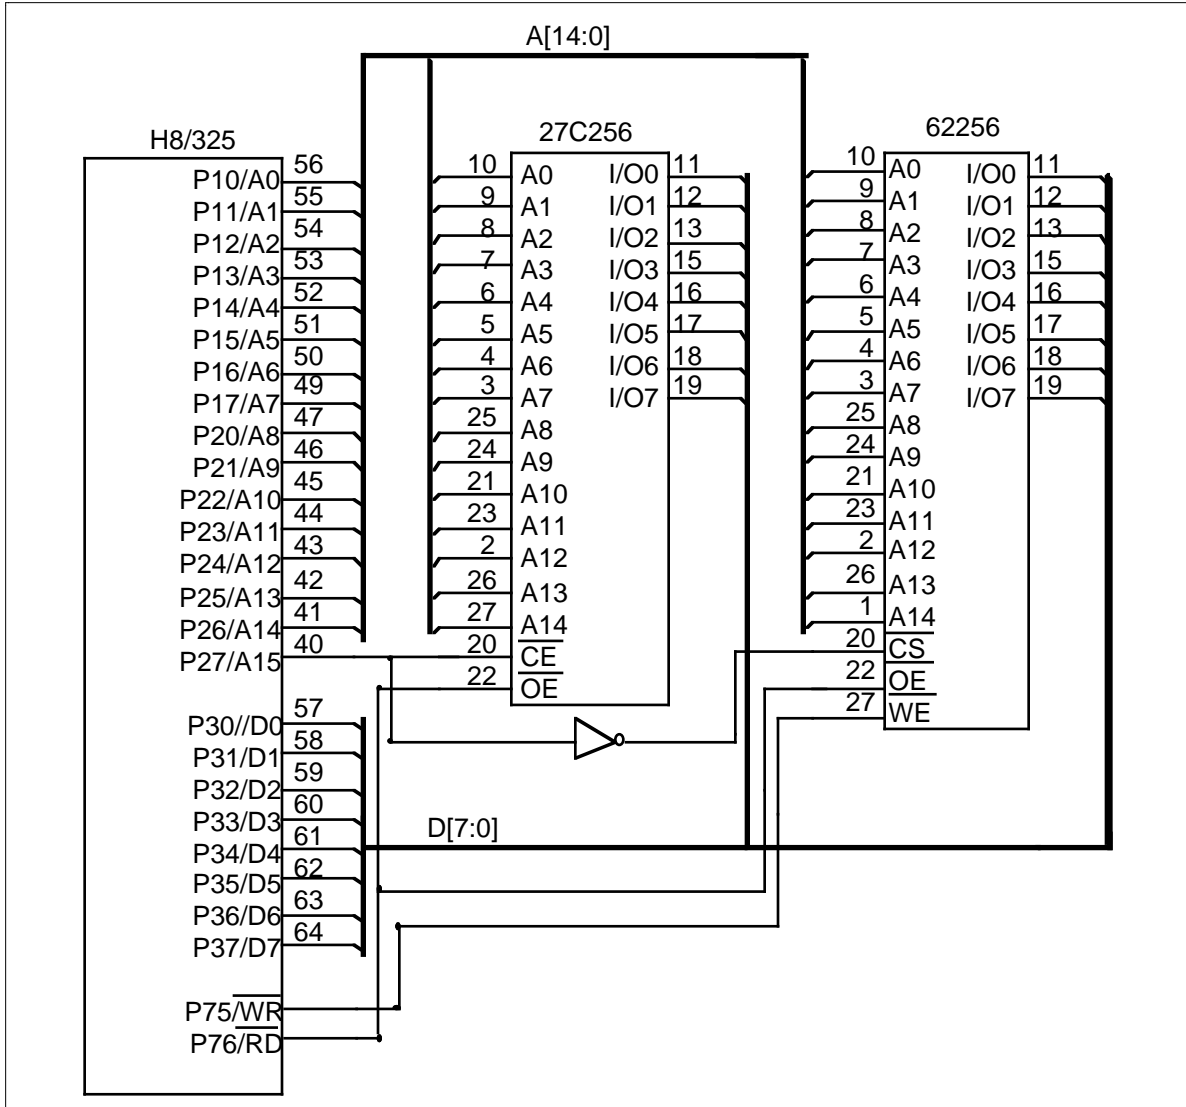 A[14:0]
H8/325
P10/A0 56
P11/A1 55
P12/A2 54
P13/A3 53
P14/A4 52
P15/A5 51
P16/A6 50
P17/A7 49
P20/A8 47
P21/A9 46
P22/A10 45
P23/A11 44
P24/A12 43
P25/A13 42
P26/A14 41
P27/A15 40
P30//D0 57
P31/D1 58
P32/D2 59
P33/D3 60
P34/D4 61
P35/D5 62
P36/D6 63
P37/D7 64
P75/WR
P76/RD
27C256
10 A0 I/O0 11
9 A1 I/O1 12
8 A2 I/O2 13
7 A3 I/O3 15
6 A4 I/O4 16
5 A5 I/O5 17
4 A6 I/O6 18
3 A7 I/O7 19
25 A8
24 A9
21 A10
23 A11
2 A12
26 A13
27 A14
20 CE
22 OE
62256
10 A0 I/O0 11
9 A1 I/O1 12
8 A2 I/O2 13
7 A3 I/O3 15
6 A4 I/O4 16
5 A5 I/O5 17
4 A6 I/O6 18
3 A7 I/O7 19
25 A8
24 A9
21 A10
23 A11
2 A12
26 A13
1 A14
20 CS
22 OE
27 WE
D[7:0]